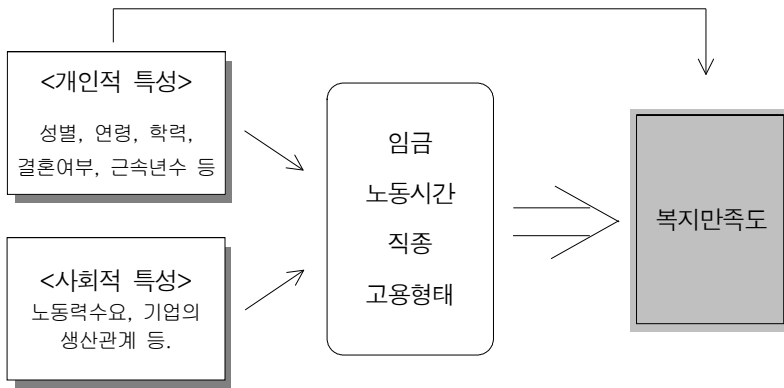 <개인적 특성>
성별, 연령, 학력,
결혼여부, 근속년수 등
<사회적 특성>
노동력수요, 기업의
생산관계 등.
임금
노동시간
직종
고용형태
복지만족도